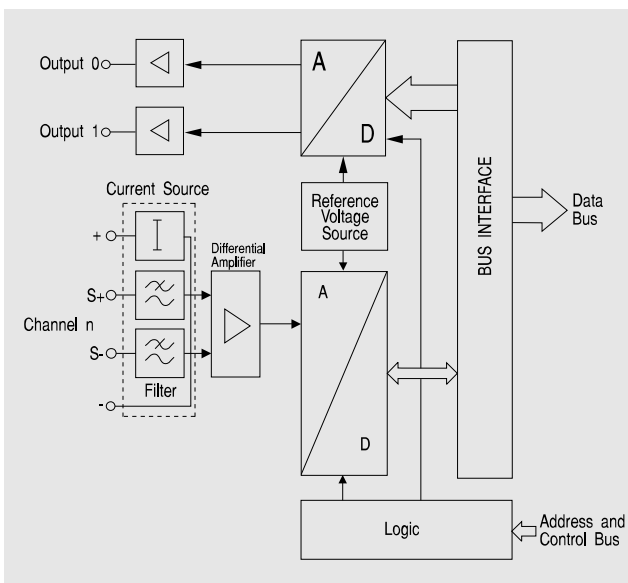 Output 0
A
D
Output 1
BUS INTERFACE
Data
Bus
Current Source
Reference
Voltage
Source
+
I
Differential
Amplifier
S+
Channel n
S-
Filter
-
A
D
Logic
Address and
Control Bus